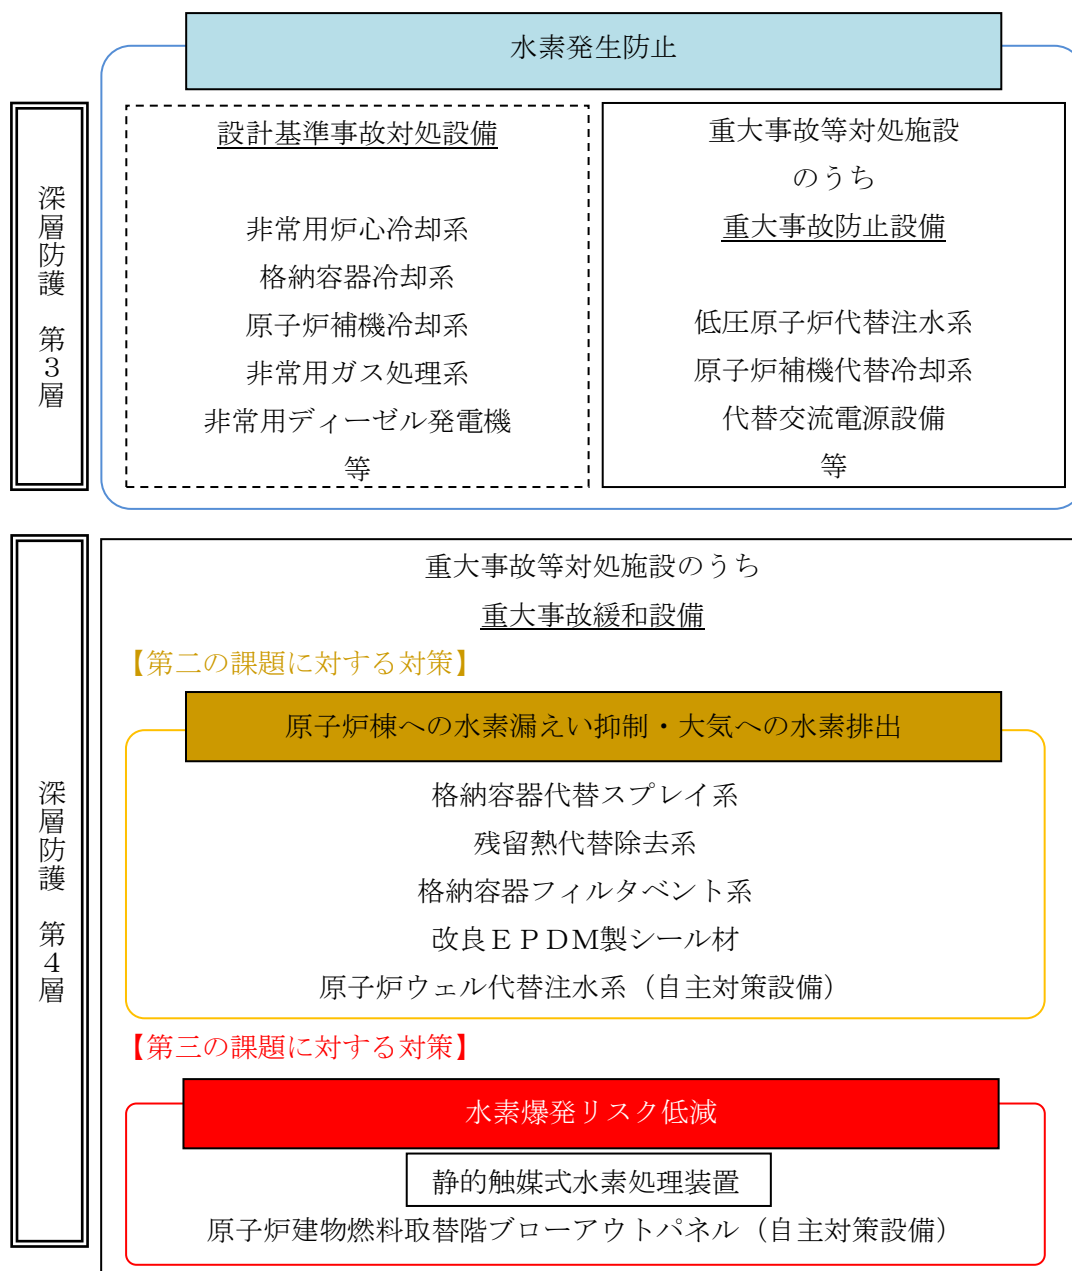 水素発生防止
深層防護 第3層
設計基準事故対処設備
非常用炉心冷却系
格納容器冷却系
原子炉補機冷却系
非常用ガス処理系
非常用ディーゼル発電機
等
重大事故等対処施設
のうち
重大事故防止設備
低圧原子炉代替注水系
原子炉補機代替冷却系
代替交流電源設備
等
深層防護 第4層
重大事故等対処施設のうち
重大事故緩和設備
【第二の課題に対する対策】
原子炉棟への水素漏えい抑制・大気への水素排出
格納容器代替スプレイ系
残留熱代替除去系
格納容器フィルタベント系
改良ＥＰＤＭ製シール材
原子炉ウェル代替注水系（自主対策設備）
【第三の課題に対する対策】
水素爆発リスク低減
静的触媒式水素処理装置
原子炉建物燃料取替階ブローアウトパネル（自主対策設備）